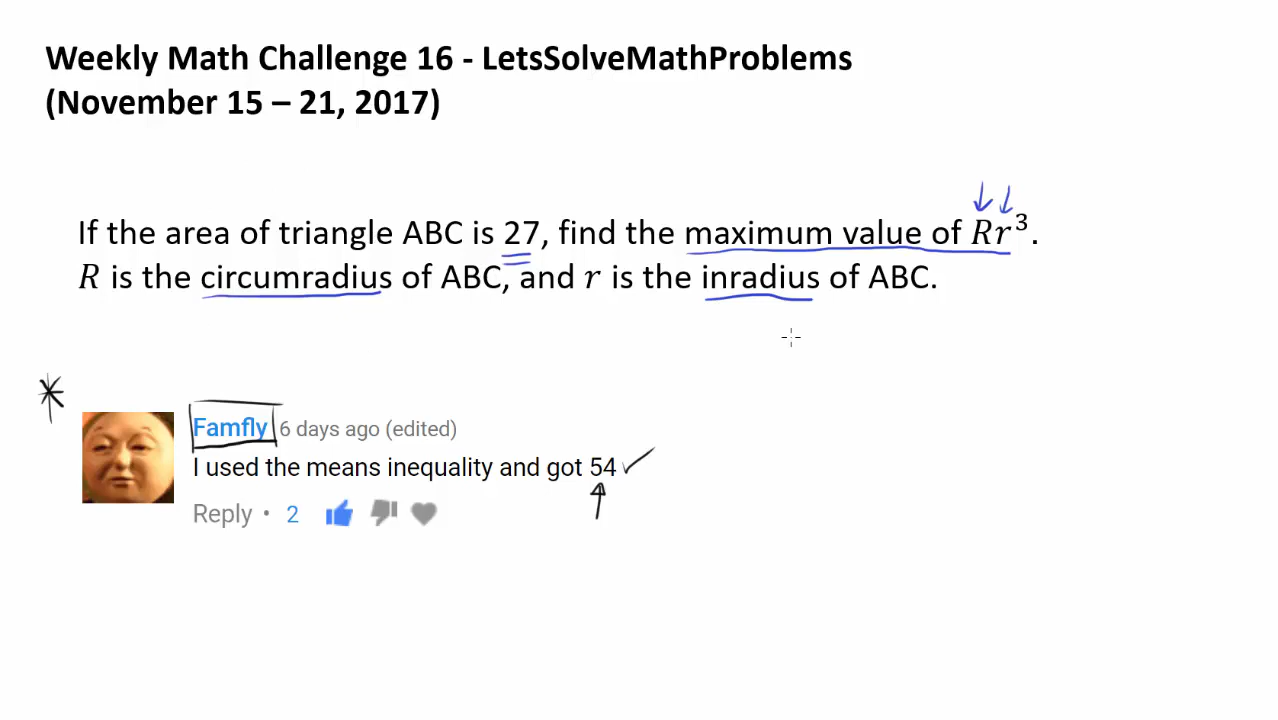 Weekly Math Challenge 16 - LetsSolveMathProblems
(November 15 – 21, 2017)
If the area of triangle ABC is 27, find the maximum value of Rr³.
R is the circumradius of ABC, and r is the inradius of ABC.
Famfly 6 days ago (edited)
I used the means inequality and got 54
Reply • 2